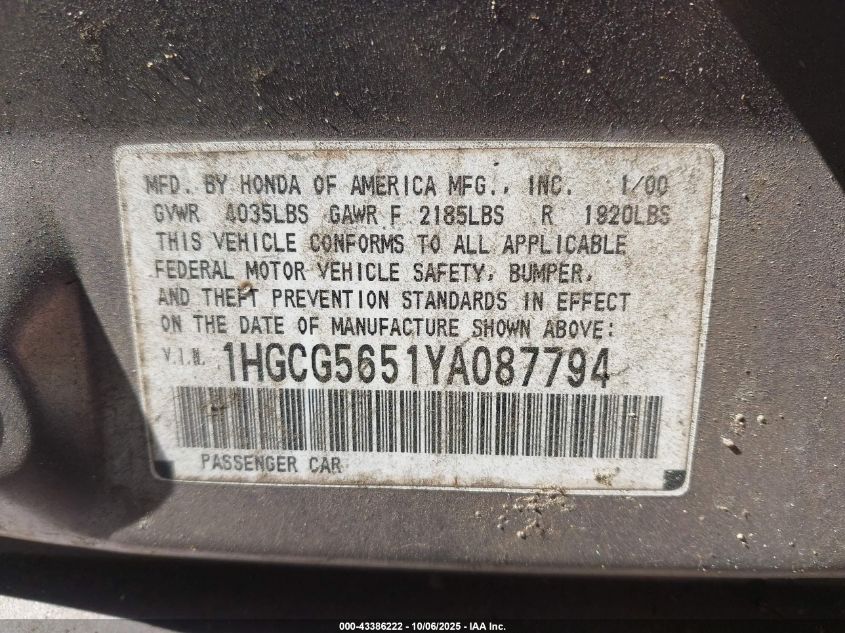 MFD. BY HONDA OF AMERICA MFG., INC. 1/00
GVWR 4035LBS GAWR F 2185LBS R 1920LBS
THIS VEHICLE CONFORMS TO ALL APPLICABLE
FEDERAL MOTOR VEHICLE SAFETY, BUMPER,
AND THEFT PREVENTION STANDARDS IN EFFECT
ON THE DATE OF MANUFACTURE SHOWN ABOVE:
V.I.N. 1HGCG5651YA087794
PASSENGER CAR
000-43386222 - 10/06/2025 - IAA Inc.